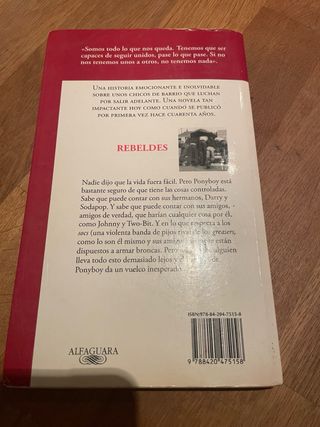 «Somos todo lo que nos queda. Tenemos que ser
capaces de seguir unidos, pase lo que pase. Si no
nos tenemos unos a otros, no tenemos nada».
Una historia emocionante e inolvidable
sobre unos chicos de barrio que luchan
por salir adelante. Una novela tan
impactante hoy como cuando se publicó
por primera vez hace cuarenta años.
REBELDES
Nadie dijo que la vida fuera fácil. Pero Ponyboy está
bastante seguro de que tiene las cosas controladas.
Sabe que puede contar con sus hermanos, Darry y
Sodapop. Y sabe que puede contar con sus amigos,
amigos de verdad, que harían cualquier cosa por él,
como Johnny y Two-Bit. Y en lo que respecta a los
socs (una violenta banda de pijos rival de los greasers,
como lo son él mismo y sus amigos)
dispuestos a armar broncas. Pero
alguien
lleva todo esto demasiado lejos y el
Ponyboy da un vuelco inesperado
ALFAGUARA
ISBN 978-84-204-7515-8
9 788420 475158